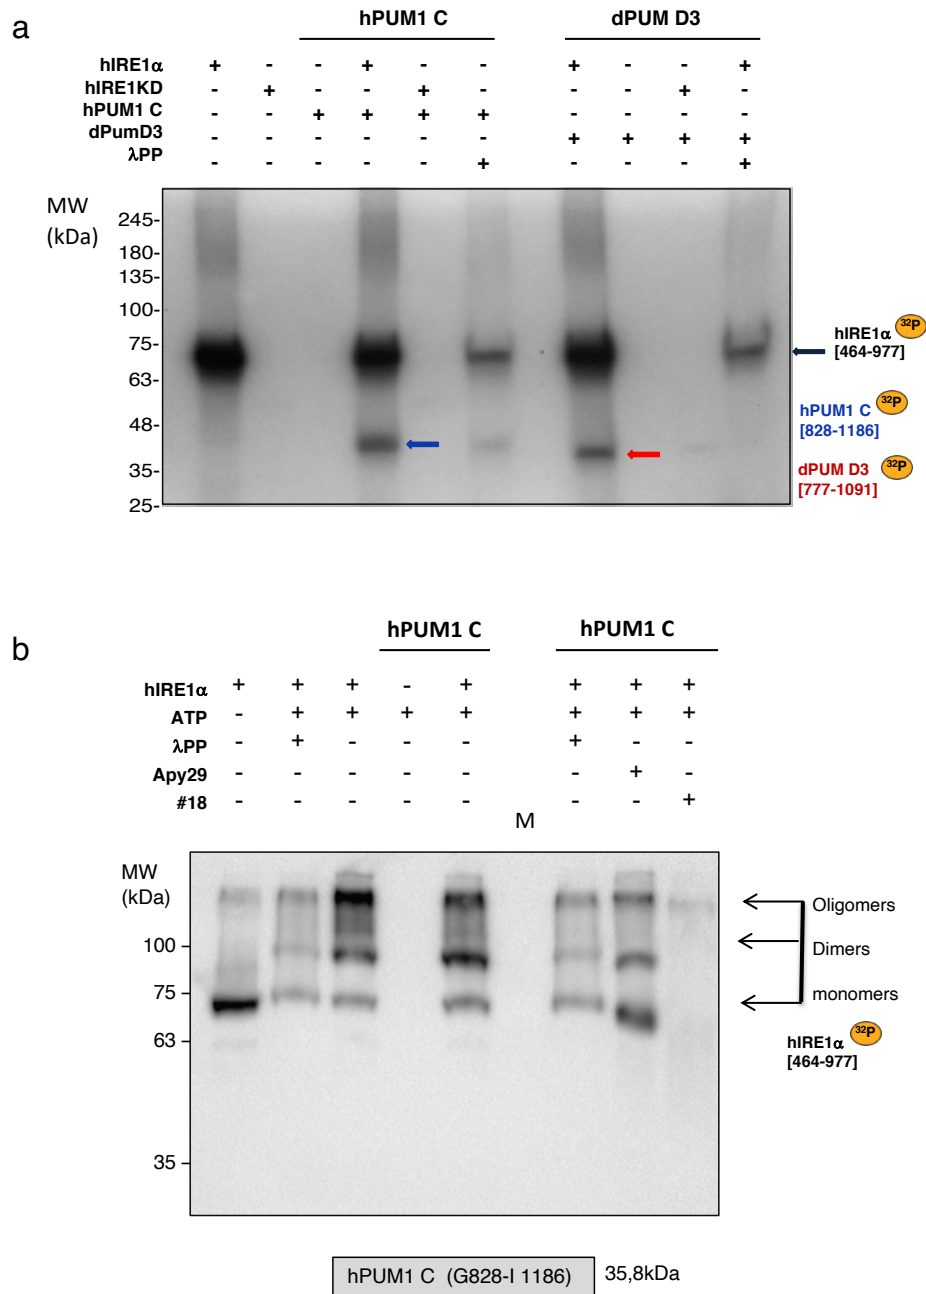 a
hPUM1 C dPUM D3
hIRE1α + - - + - - + - - +
hIRE1KD - + - - + - - - + -
hPUM1 C - - + + + + - - - -
dPumD3 - - - - - - + + + +
λPP - - - - - + - - - +
MW
(kDa)
245-
180-
135-
100-
75-
63-
48-
35-
25-
hIRE1α 32P
[464-977]
hPUM1 C 32P
[828-1186]
dPUM D3 32P
[777-1091]
b
hPUM1 C hPUM1 C
hIRE1α + + + - + + + +
ATP - + + + + + + +
λPP - + - - - + - -
Apy29 - - - - - - + -
#18 - - - - - - - +
M
MW
(kDa)
100 -
75 -
63 -
35 -
Oligomers
Dimers
monomers
hIRE1α 32P
[464-977]
hPUM1 C (G828-I 1186) 35,8kDa